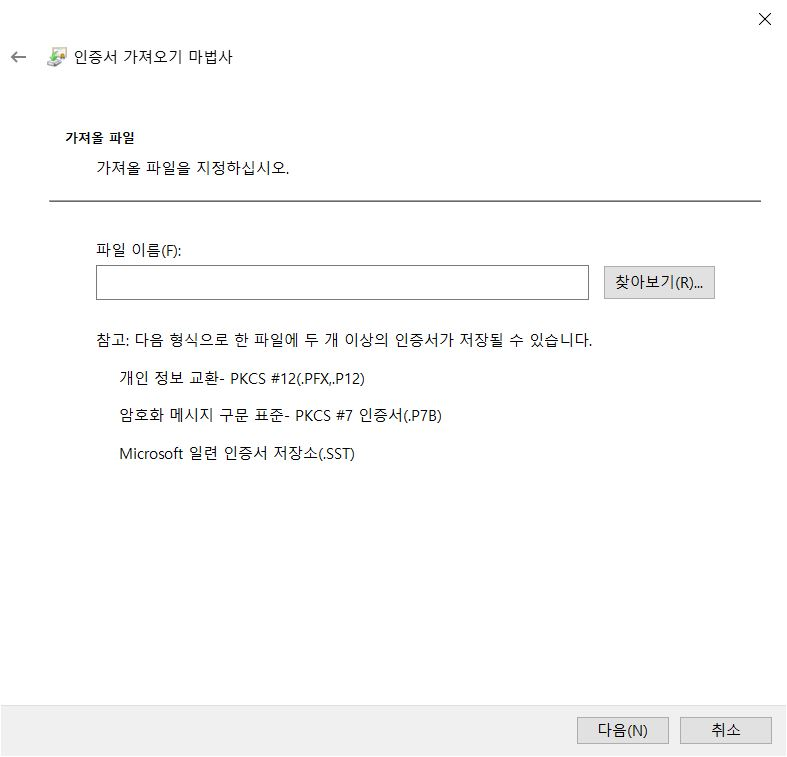 인증서 가져오기 마법사
가져올 파일
가져올 파일을 지정하십시오.
파일 이름(F):
찾아보기(R)...
참고: 다음 형식으로 한 파일에 두 개 이상의 인증서가 저장될 수 있습니다.
개인 정보 교환- PKCS #12(.PFX,.P12)
암호화 메시지 구문 표준- PKCS #7 인증서(.P7B)
Microsoft 일련 인증서 저장소(.SST)
다음(N)
취소